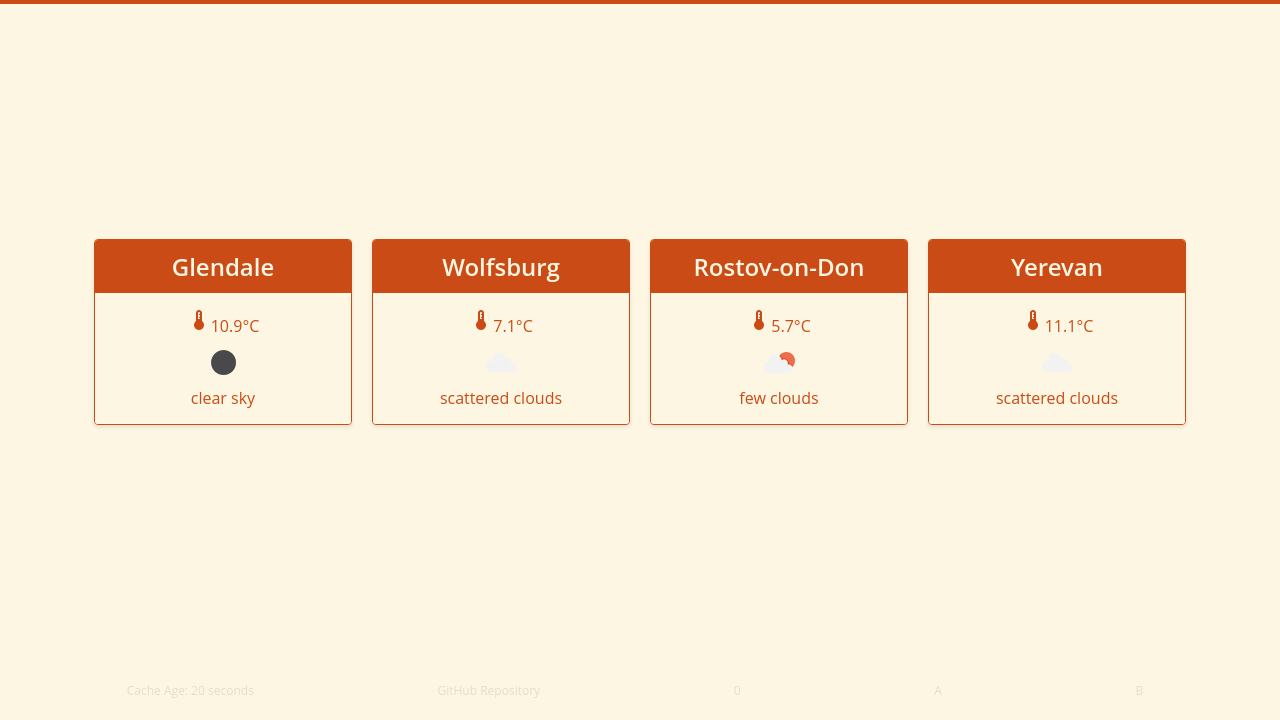 Glendale
10.9°C
clear sky
Wolfsburg
7.1°C
scattered clouds
Rostov-on-Don
5.7°C
few clouds
Yerevan
11.1°C
scattered clouds
Cache Age: 20 seconds
GitHub Repository
0
A
B